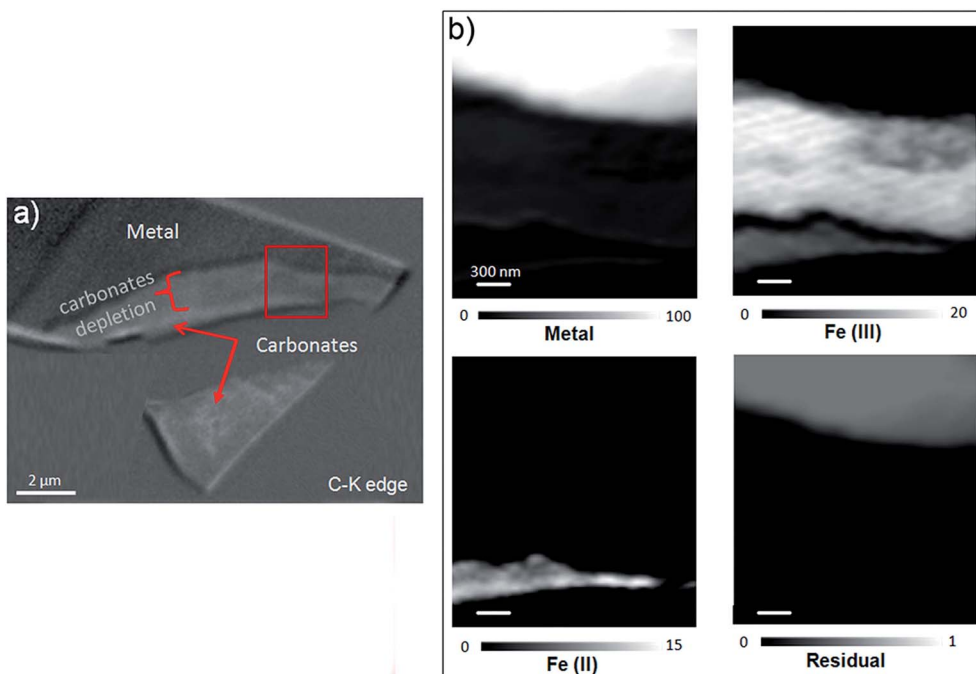 a)
Metal
carbonates
depletion
Carbonates
2 μm
C-K edge
b)
300 nm
0 100
Metal
0 20
Fe (III)
0 15
Fe (II)
0 1
Residual